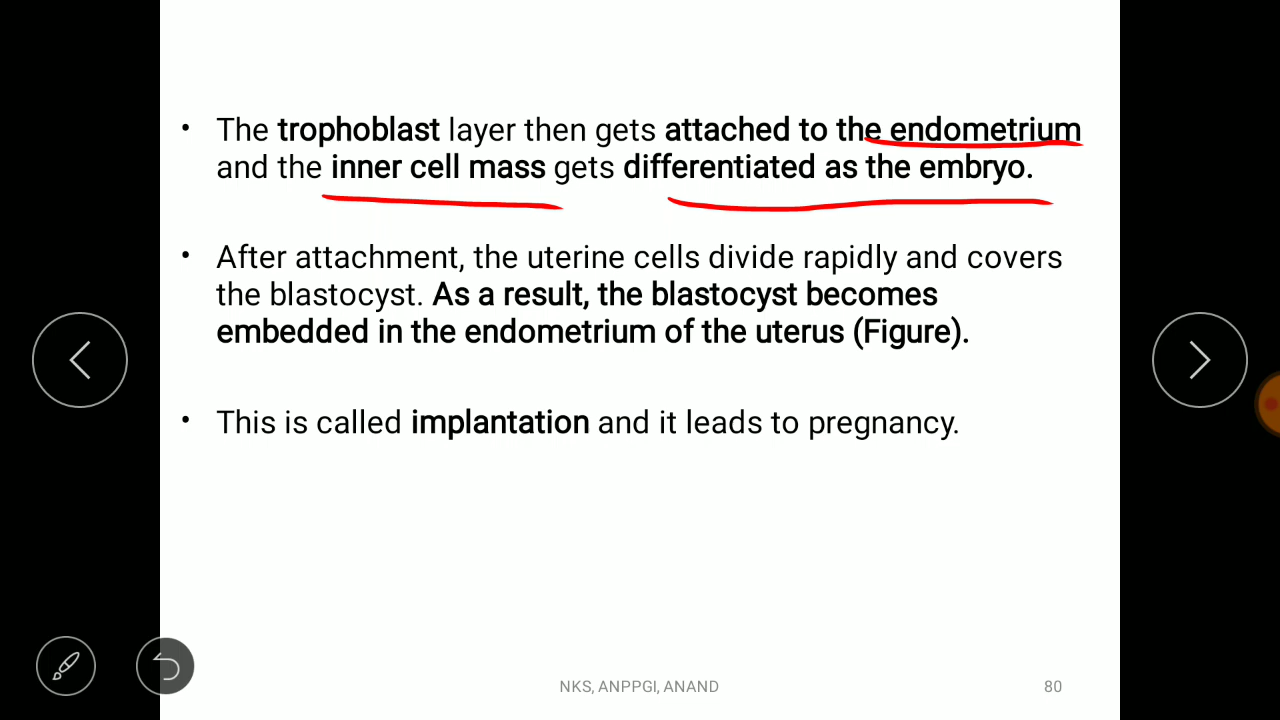 • The trophoblast layer then gets attached to the endometrium
and the inner cell mass gets differentiated as the embryo.
• After attachment, the uterine cells divide rapidly and covers
the blastocyst. As a result, the blastocyst becomes
embedded in the endometrium of the uterus (Figure).
• This is called implantation and it leads to pregnancy.
NKS, ANPPGI, ANAND 80